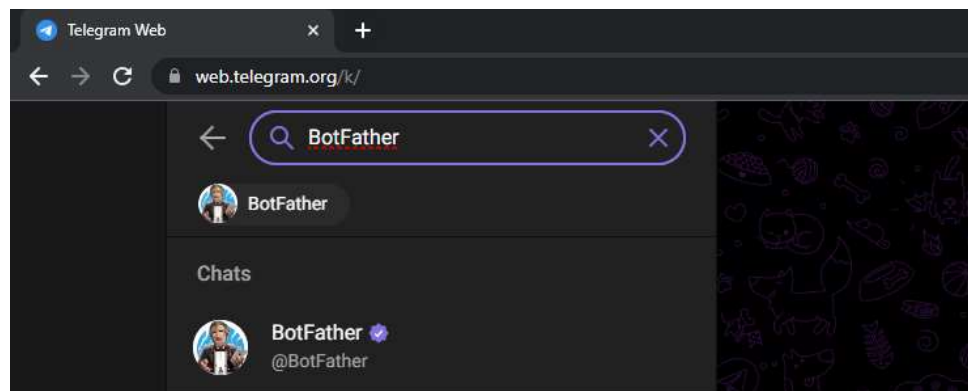 Telegram Web
web.telegram.org/k/
BotFather
BotFather
Chats
BotFather
@BotFather